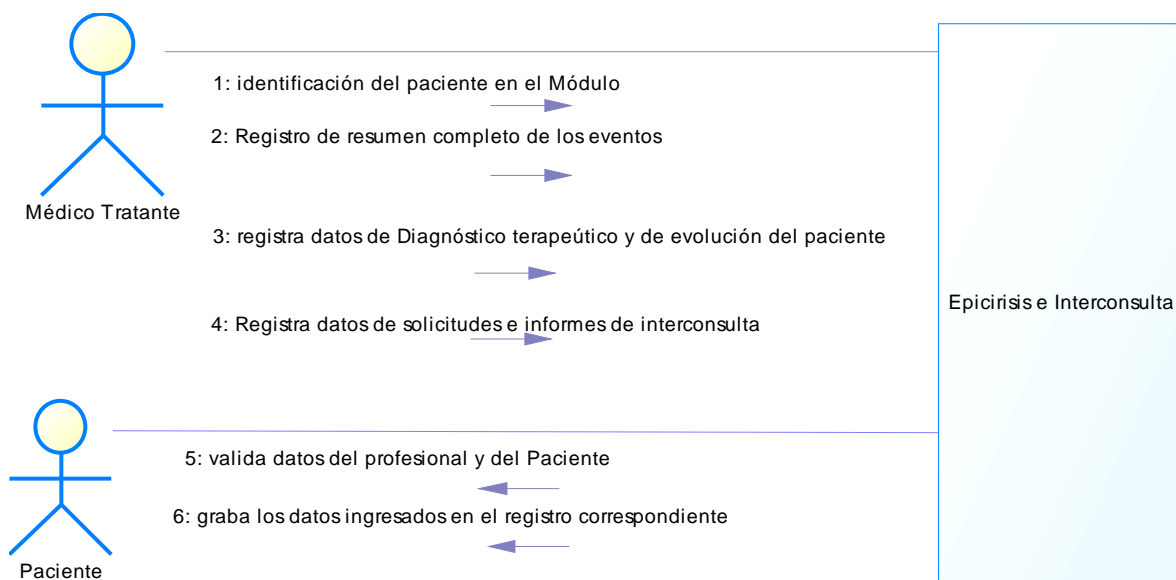 1: identificación del paciente en el Módulo
2: Registro de resumen completo de los eventos
Médico Tratante
3: registra datos de Diagnóstico terapeútico y de evolución del paciente
Epicirisis e Interconsulta
4: Registra datos de solicitudes e informes de interconsulta
5: valida datos del profesional y del Paciente
6: graba los datos ingresados en el registro correspondiente
Paciente